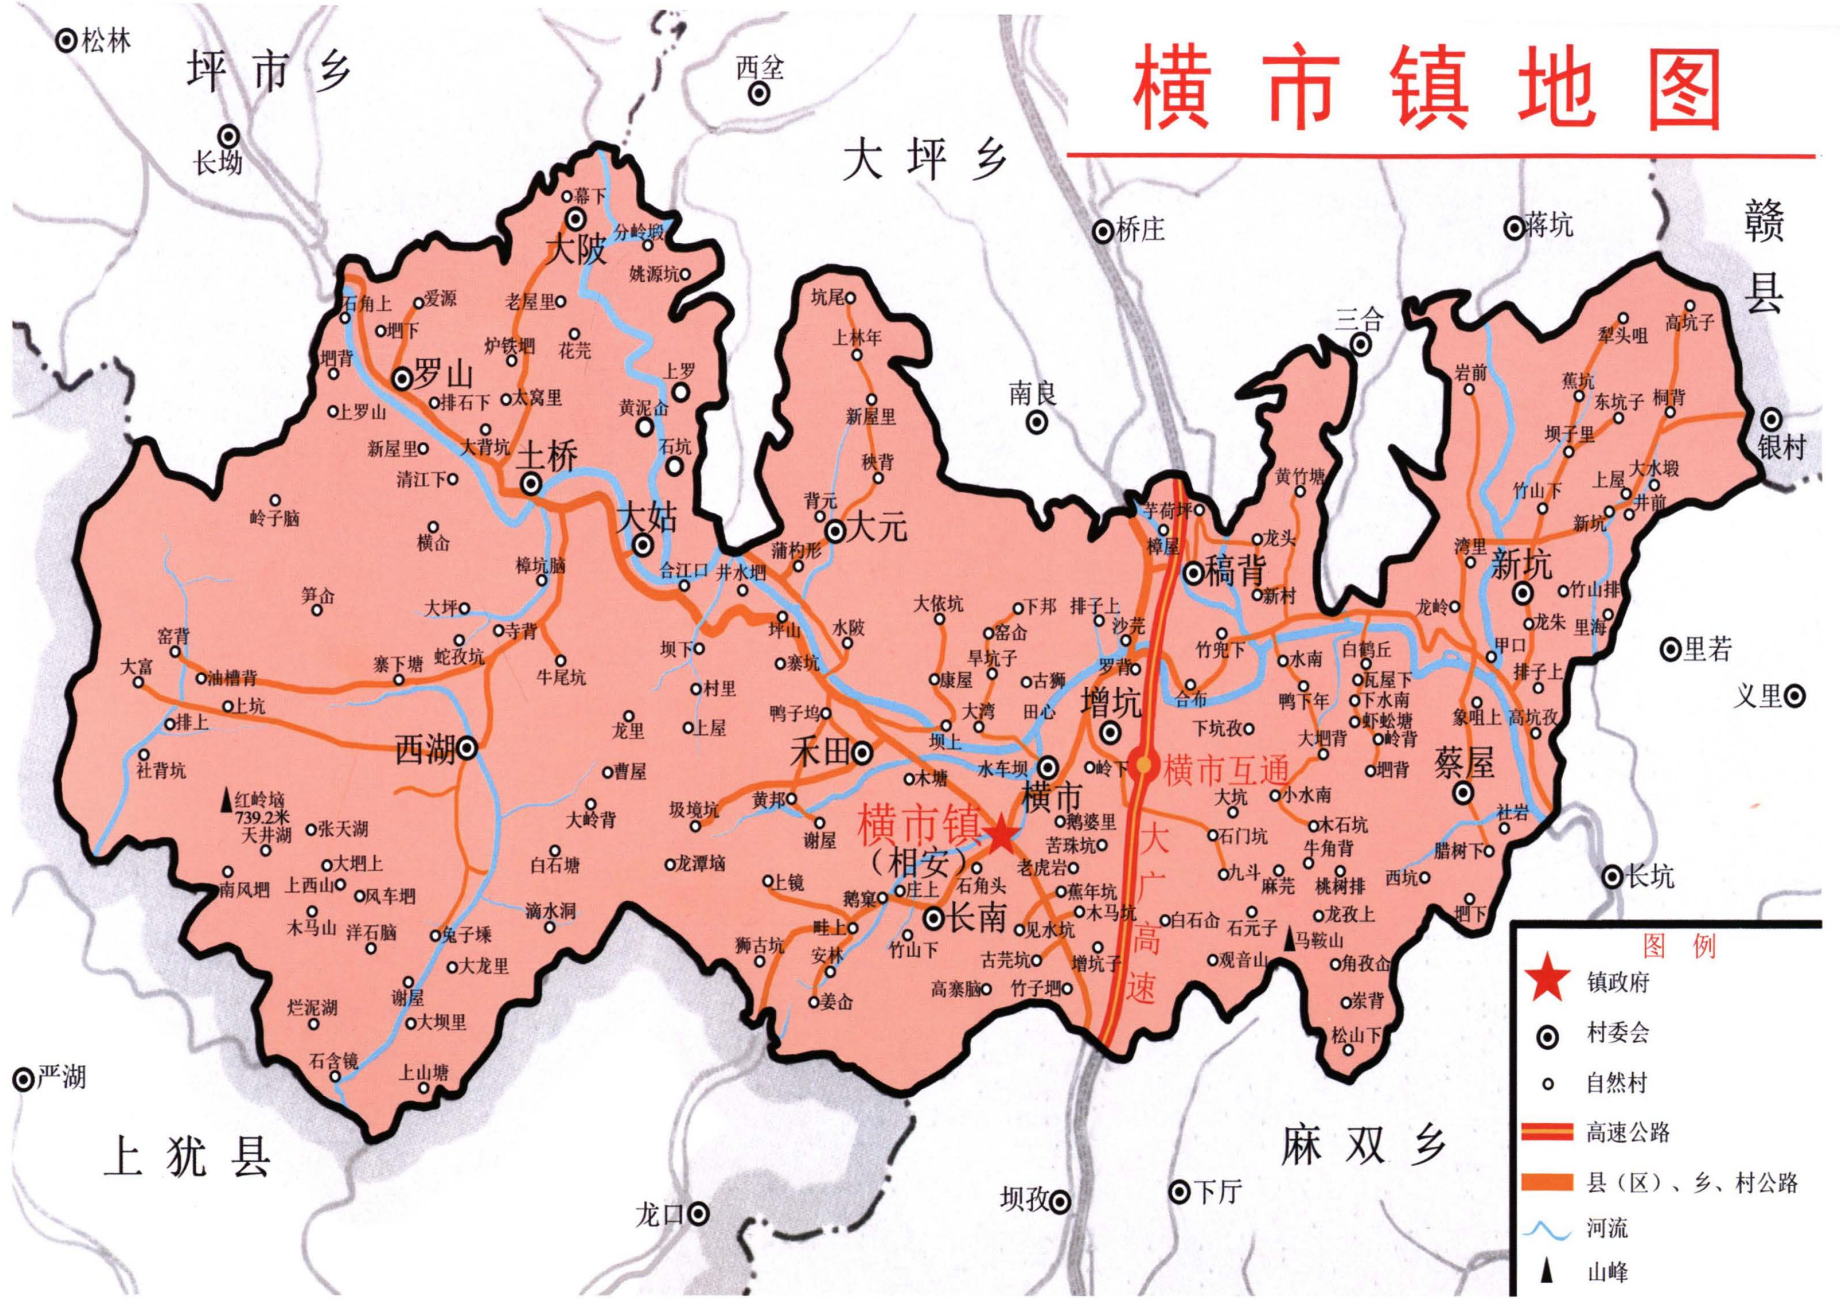 横市镇地图
松林
坪市乡
长坳
西坌
大坪乡
桥庄
蒋坑
赣县
三合
南良
银村
里若
义里
长坑
严湖
上犹县
龙口
坝孜
下厅
麻双乡
幕下
大陂
分岭塅
姚源坑
石角上
爱源
老屋里
垇下
炉铁垇
花芫
垇背
罗山
上罗
排石下
太窝里
黄泥仚
上罗山
新屋里
大背坑
土桥
石坑
清江下
岭子脑
大姑
横仚
樟坑脑
合江口
井水垇
笋仚
大坪
寺背
窑背
蛇孜坑
坝下
大富
油槽背
寨下塘
牛尾坑
村里
上坑
排上
龙里
上屋
社背坑
西湖
曹屋
红岭垴
739.2米
天井湖
张天湖
大岭背
圾境坑
南风垇
大垇上
上西山
风车垇
白石塘
龙潭垴
木马山
洋石脑
兔子埁
滴水洞
大龙里
谢屋
烂泥湖
大坝里
石含镜
上山塘
坑尾
上林年
新屋里
秧背
背元
大元
蒲杓形
坪山
水陂
寨坑
大依坑
下邦
窑仚
旱坑子
康屋
古狮
鸭子坞
禾田
坝上
大湾
田心
木塘
水车坝
横市
黄邦
谢屋
横市镇
（相安）
鹅婆里
苦珠坑
老虎岩
上镜
鹅窠
庄上
石角头
蕉年坑
木马坑
畦上
长南
见水坑
狮古坑
安林
竹山下
古芫坑
增坑子
姜仚
高寨脑
竹子垇
芋荷坪
樟屋
稿背
龙头
黄竹塘
新村
排子上
沙芫
罗背
竹兜下
合布
增坑
岭下
横市互通
大广高速
水南
白鹤丘
瓦屋下
鸭下年
下水南
下坑孜
虾蚣塘
大垇背
岭背
垇背
大坑
小水南
石门坑
木石坑
牛角背
九斗
麻芫
桃树排
西坑
白石仚
石元子
龙孜上
马鞍山
观音山
角孜仚
岽背
松山下
犁头咀
高坑子
岩前
蕉坑
东坑子
桐背
坝子里
大水塅
竹山下
上屋
井前
新坑
湾里
新坑
竹山排
龙岭
龙朱
里海
甲口
排子上
象咀上
高坑孜
蔡屋
社岩
腊树下
垇下
图例
镇政府
村委会
自然村
高速公路
县（区）、乡、村公路
河流
山峰